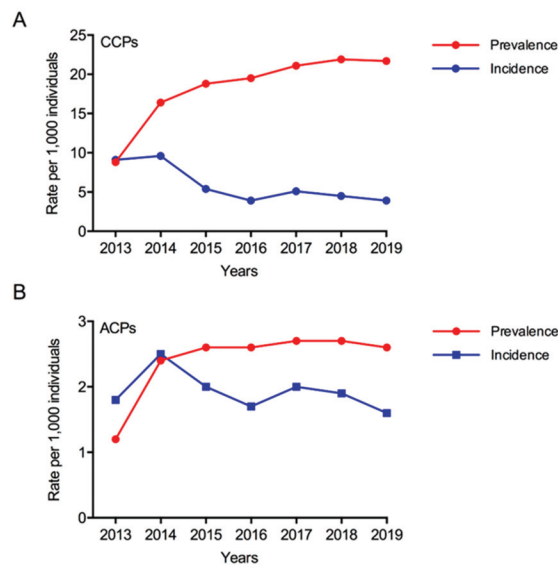 A
CCPs
Prevalence
Incidence
Rate per 1,000 individuals
25
20
15
10
5
0
2013 2014 2015 2016 2017 2018 2019
Years
B
ACPs
Prevalence
Incidence
Rate per 1,000 individuals
3
2
1
0
2013 2014 2015 2016 2017 2018 2019
Years